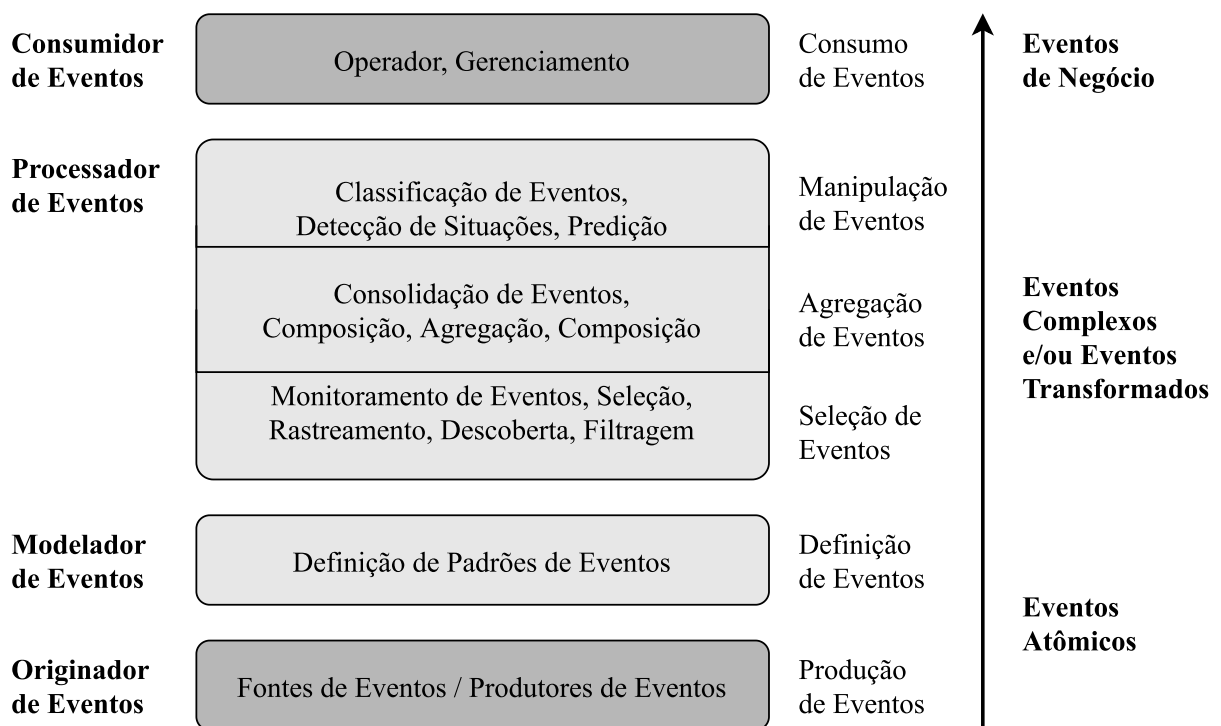 Consumidor
de Eventos
Operador, Gerenciamento
Consumo
de Eventos
Eventos
de Negócio
Processador
de Eventos
Classificação de Eventos,
Detecção de Situações, Predição
Manipulação
de Eventos
Consolidação de Eventos,
Composição, Agregação, Composição
Agregação
de Eventos
Eventos
Complexos
e/ou Eventos
Transformados
Monitoramento de Eventos, Seleção,
Rastreamento, Descoberta, Filtragem
Seleção de
Eventos
Modelador
de Eventos
Definição de Padrões de Eventos
Definição
de Eventos
Eventos
Atômicos
Originador
de Eventos
Fontes de Eventos / Produtores de Eventos
Produção
de Eventos